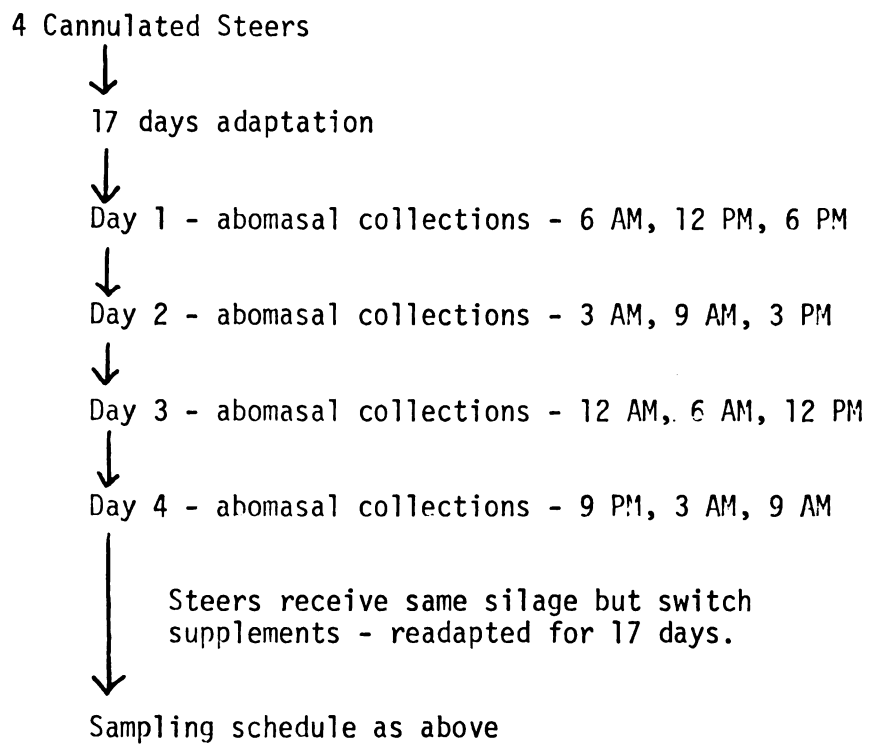 4 Cannulated Steers
17 days adaptation
Day 1 - abomasal collections - 6 AM, 12 PM, 6 PM
Day 2 - abomasal collections - 3 AM, 9 AM, 3 PM
Day 3 - abomasal collections - 12 AM, 6 AM, 12 PM
Day 4 - abomasal collections - 9 PM, 3 AM, 9 AM
Steers receive same silage but switch
supplements - readapted for 17 days.
Sampling schedule as above